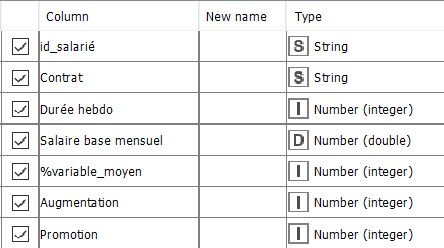 Column New name Type
id_salarié S String
Contrat S String
Durée hebdo I Number (integer)
Salaire base mensuel D Number (double)
%variable_moyen I Number (integer)
Augmentation I Number (integer)
Promotion I Number (integer)